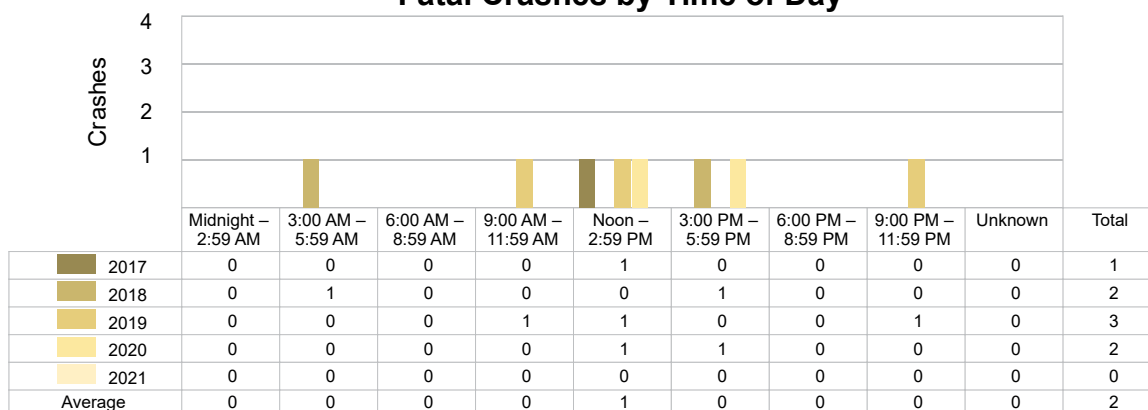 Fatal Crashes by Time of Day
4
3
2
1
Crashes
Midnight – 2:59 AM 3:00 AM – 5:59 AM 6:00 AM – 8:59 AM 9:00 AM – 11:59 AM Noon – 2:59 PM 3:00 PM – 5:59 PM 6:00 PM – 8:59 PM 9:00 PM – 11:59 PM Unknown Total
2017 0 0 0 0 1 0 0 0 0 1
2018 0 1 0 0 0 1 0 0 0 2
2019 0 0 0 1 1 0 0 1 0 3
2020 0 0 0 0 1 1 0 0 0 2
2021 0 0 0 0 0 0 0 0 0 0
Average 0 0 0 0 1 0 0 0 0 2